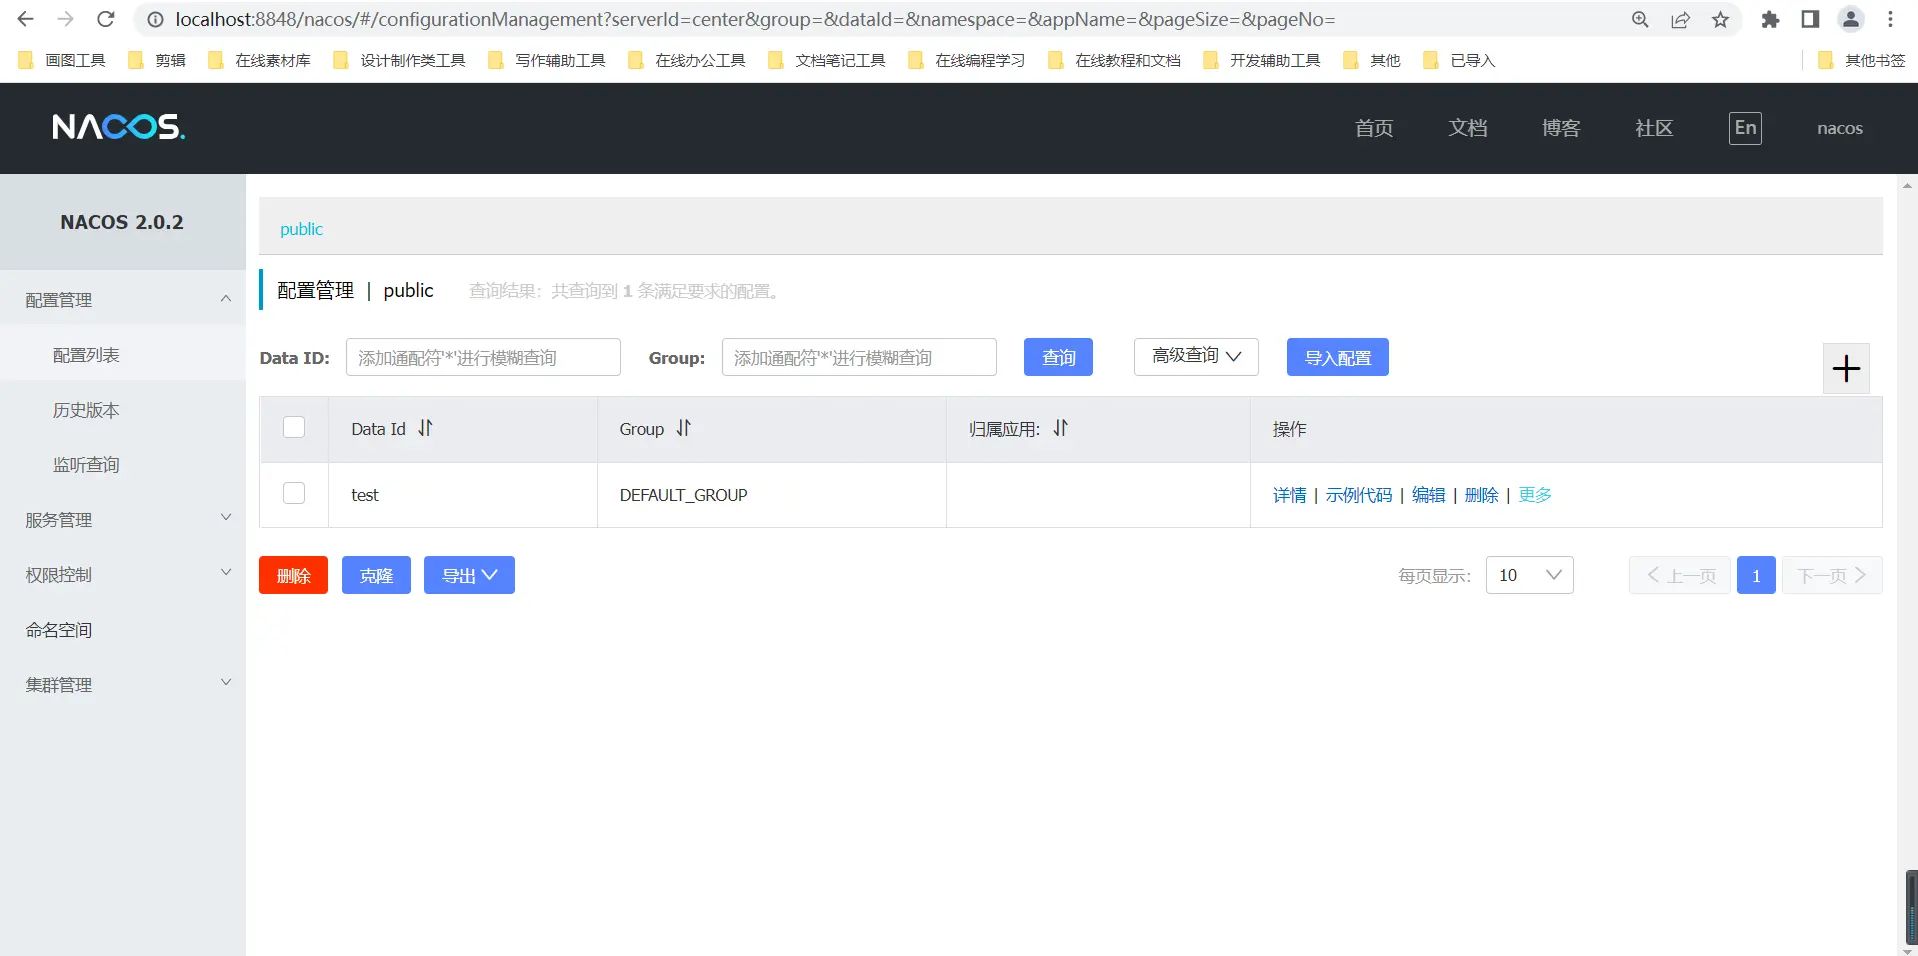 localhost:8848/nacos/#/configurationManagement?serverId=center&group=&dataId=&namespace=&appName=&pageSize=&pageNo=
画图工具 剪辑 在线素材库 设计制作类工具 写作辅助工具 在线办公工具 文档笔记工具 在线编程学习 在线教程和文档 开发辅助工具 其他 已导入 其他书签
NACOS. 首页 文档 博客 社区 En nacos
NACOS 2.0.2
配置管理
配置列表
历史版本
监听查询
服务管理
权限控制
命名空间
集群管理
public
配置管理 | public 查询结果：共查询到 1 条满足要求的配置。
Data ID: 添加通配符'*'进行模糊查询 Group: 添加通配符'*'进行模糊查询 查询 高级查询 导入配置
Data Id Group 归属应用: 操作
test DEFAULT_GROUP 详情 | 示例代码 | 编辑 | 删除 | 更多
删除 克隆 导出 每页显示: 10 上一页 1 下一页